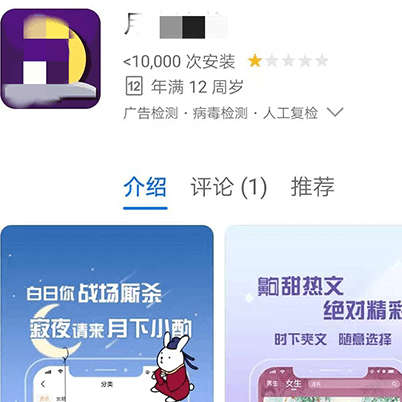 <10,000 次安装
12 年满 12 周岁
广告检测 · 病毒检测 · 人工复检
介绍 评论 (1) 推荐
白日你 战场厮杀
寂夜请来 月下小酌
分类
甜热文
绝对精彩
时下爽文 随意选择
男生 女生